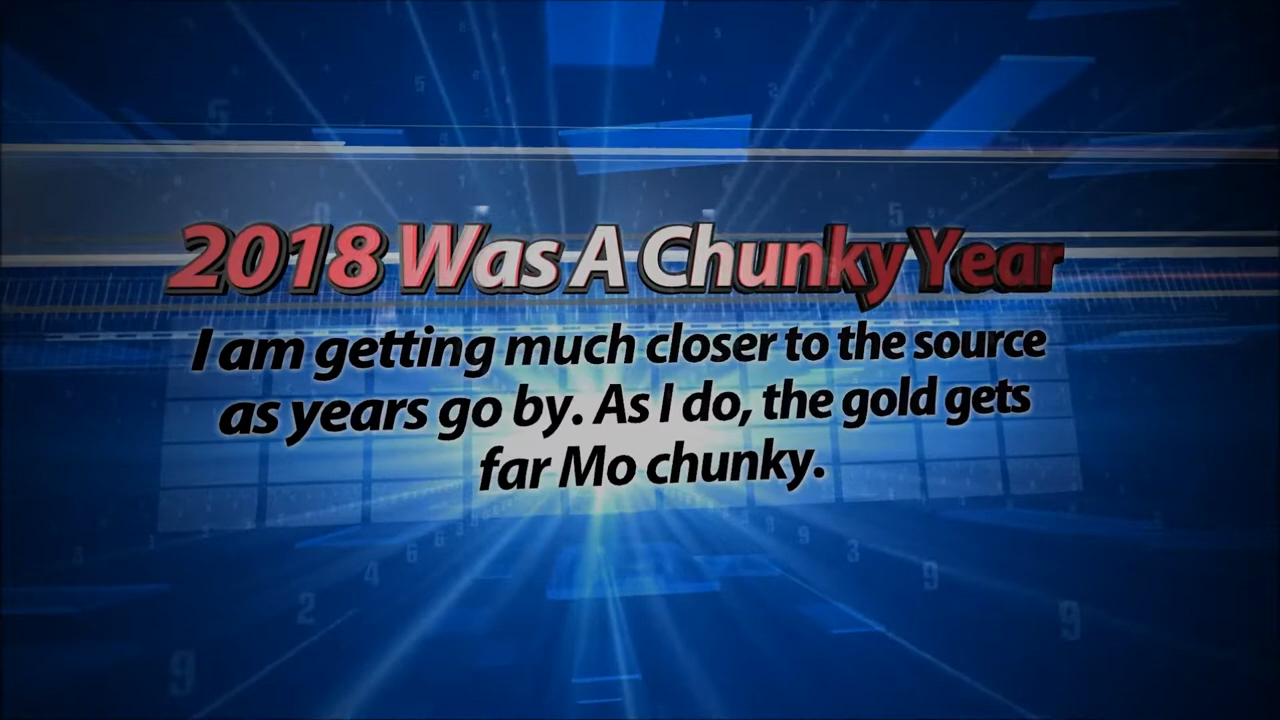 2018 Was A Chunky Year
I am getting much closer to the source
as years go by. As I do, the gold gets
far Mo chunky.